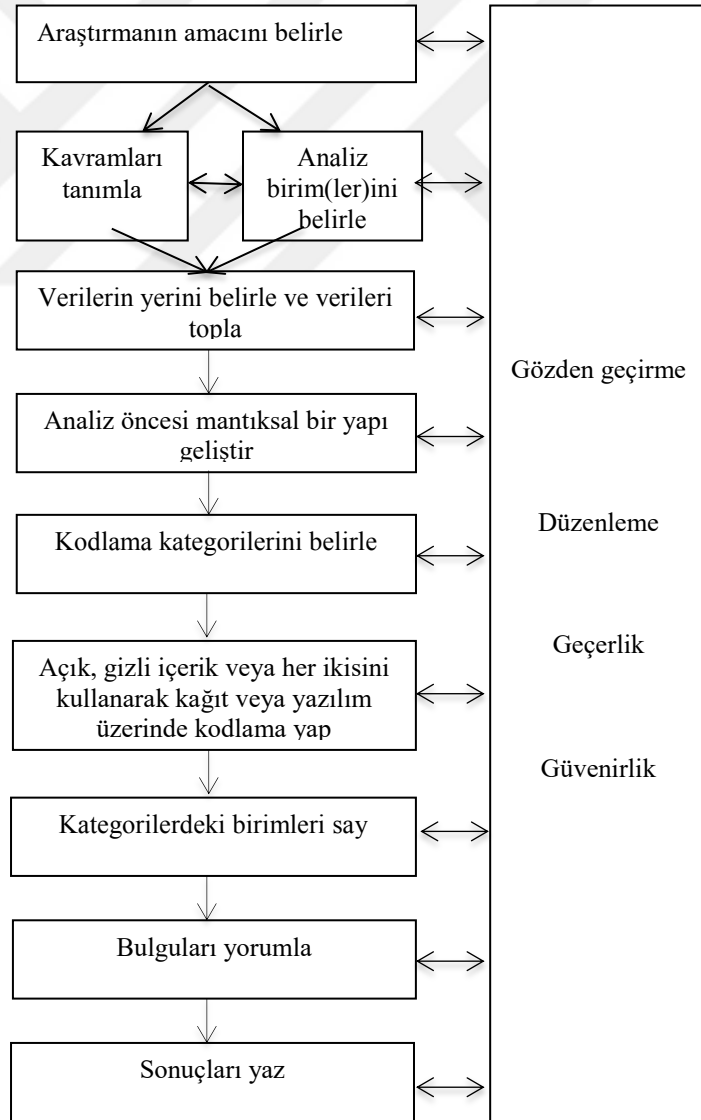 Araştırmanın amacını belirle
Kavramları
tanımla
Analiz
birim(ler)ini
belirle
Verilerin yerini belirle ve verileri
topla
Analiz öncesi mantıksal bir yapı
geliştir
Kodlama kategorilerini belirle
Açık, gizli içerik veya her ikisini
kullanarak kağıt veya yazılım
üzerinde kodlama yap
Kategorilerdeki birimleri say
Bulguları yorumla
Sonuçları yaz
Gözden geçirme
Düzenleme
Geçerlik
Güvenirlik